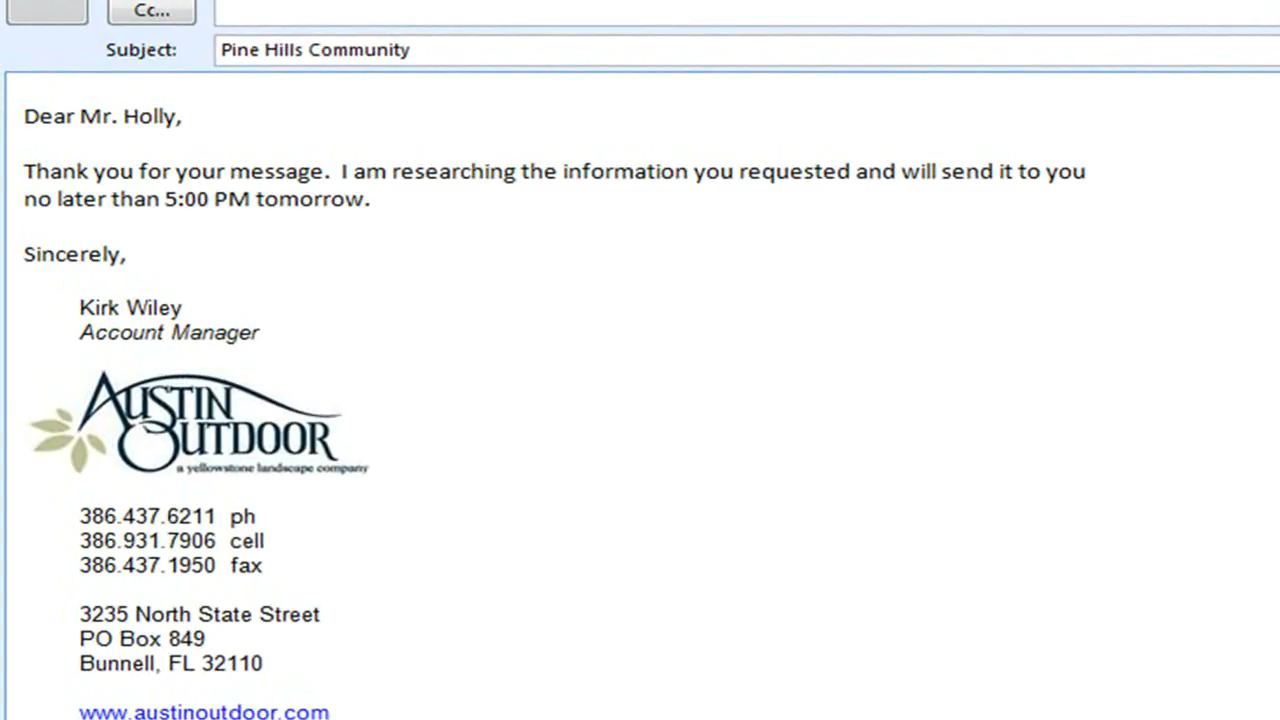 Cc...
Subject: Pine Hills Community
Dear Mr. Holly,
Thank you for your message.  I am researching the information you requested and will send it to you
no later than 5:00 PM tomorrow.
Sincerely,
Kirk Wiley
Account Manager
AUSTIN
OUTDOOR
a yellowstone landscape company
386.437.6211 ph
386.931.7906 cell
386.437.1950 fax
3235 North State Street
PO Box 849
Bunnell, FL 32110
www.austinoutdoor.com